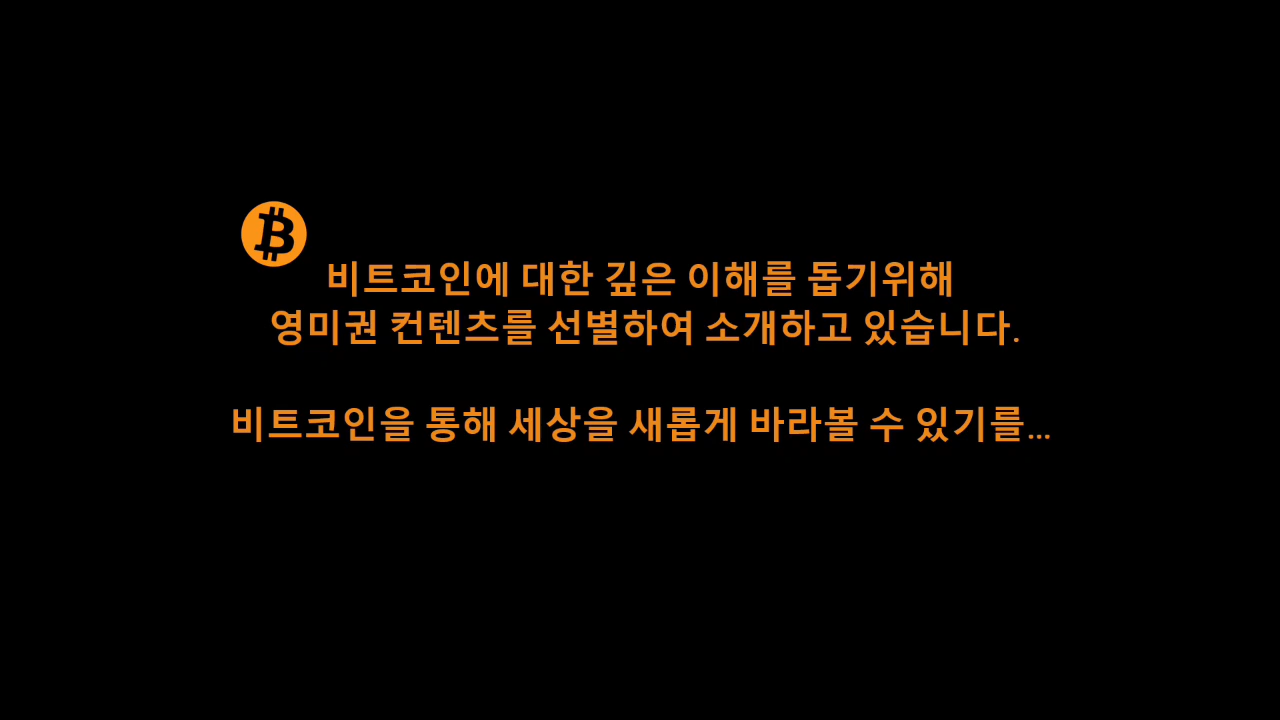 비트코인에 대한 깊은 이해를 돕기위해
영미권 컨텐츠를 선별하여 소개하고 있습니다.
비트코인을 통해 세상을 새롭게 바라볼 수 있기를...